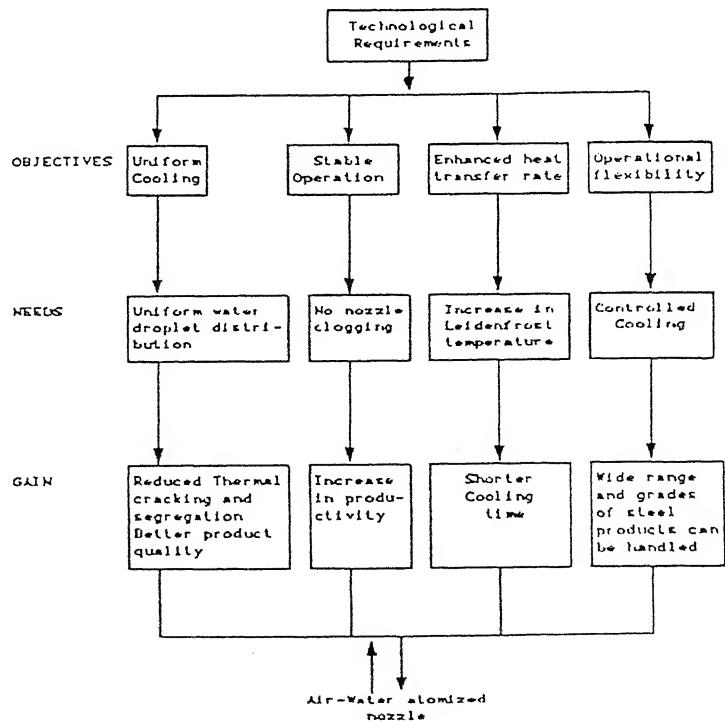 Technological
Requirements
OBJECTIVES
Uniform
Cooling
Stable
Operation
Enhanced heat
transfer rate
Operational
flexibility
NEEDS
Uniform water
droplet distri-
bution
No nozzle
clogging
Increase in
Leidenfrost
temperature
Controlled
Cooling
GAIN
Reduced Thermal
cracking and
segregation
Better product
quality
Increase
in produ-
ctivity
Shorter
Cooling
time
Wide range
and grades
of steel
products can
be handled
Air-Water atomized
nozzle